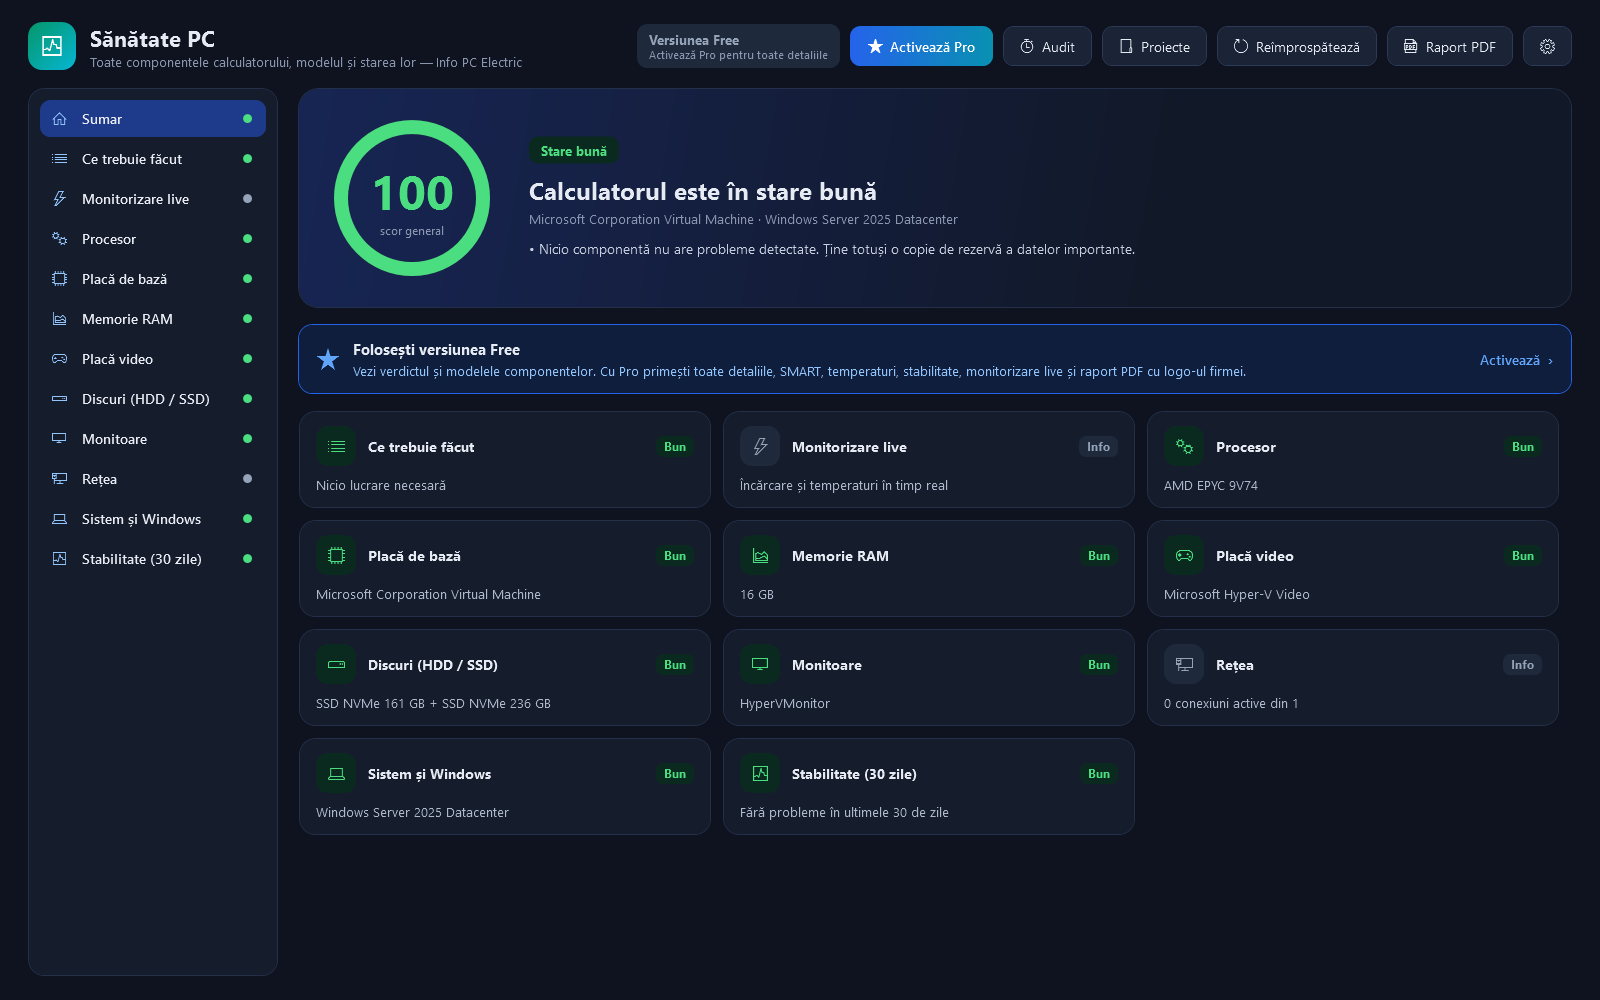 Sănătate PC
Toate componentele calculatorului, modelul și starea lor — Info PC Electric
Versiunea Free
Activează Pro pentru toate detaliile
Activează Pro
Audit
Proiecte
Reîmprospătează
Raport PDF
Sumar
Ce trebuie făcut
Monitorizare live
Procesor
Placă de bază
Memorie RAM
Placă video
Discuri (HDD / SSD)
Monitoare
Rețea
Sistem și Windows
Stabilitate (30 zile)
100
scor general
Stare bună
Calculatorul este în stare bună
Microsoft Corporation Virtual Machine · Windows Server 2025 Datacenter
• Nicio componentă nu are probleme detectate. Ține totuși o copie de rezervă a datelor importante.
Folosești versiunea Free
Vezi verdictul și modelele componentelor. Cu Pro primești toate detaliile, SMART, temperaturi, stabilitate, monitorizare live și raport PDF cu logo-ul firmei.
Activează ›
Ce trebuie făcut Bun
Nicio lucrare necesară
Monitorizare live Info
Încărcare și temperaturi în timp real
Procesor Bun
AMD EPYC 9V74
Placă de bază Bun
Microsoft Corporation Virtual Machine
Memorie RAM Bun
16 GB
Placă video Bun
Microsoft Hyper-V Video
Discuri (HDD / SSD) Bun
SSD NVMe 161 GB + SSD NVMe 236 GB
Monitoare Bun
HyperVMonitor
Rețea Info
0 conexiuni active din 1
Sistem și Windows Bun
Windows Server 2025 Datacenter
Stabilitate (30 zile) Bun
Fără probleme în ultimele 30 de zile